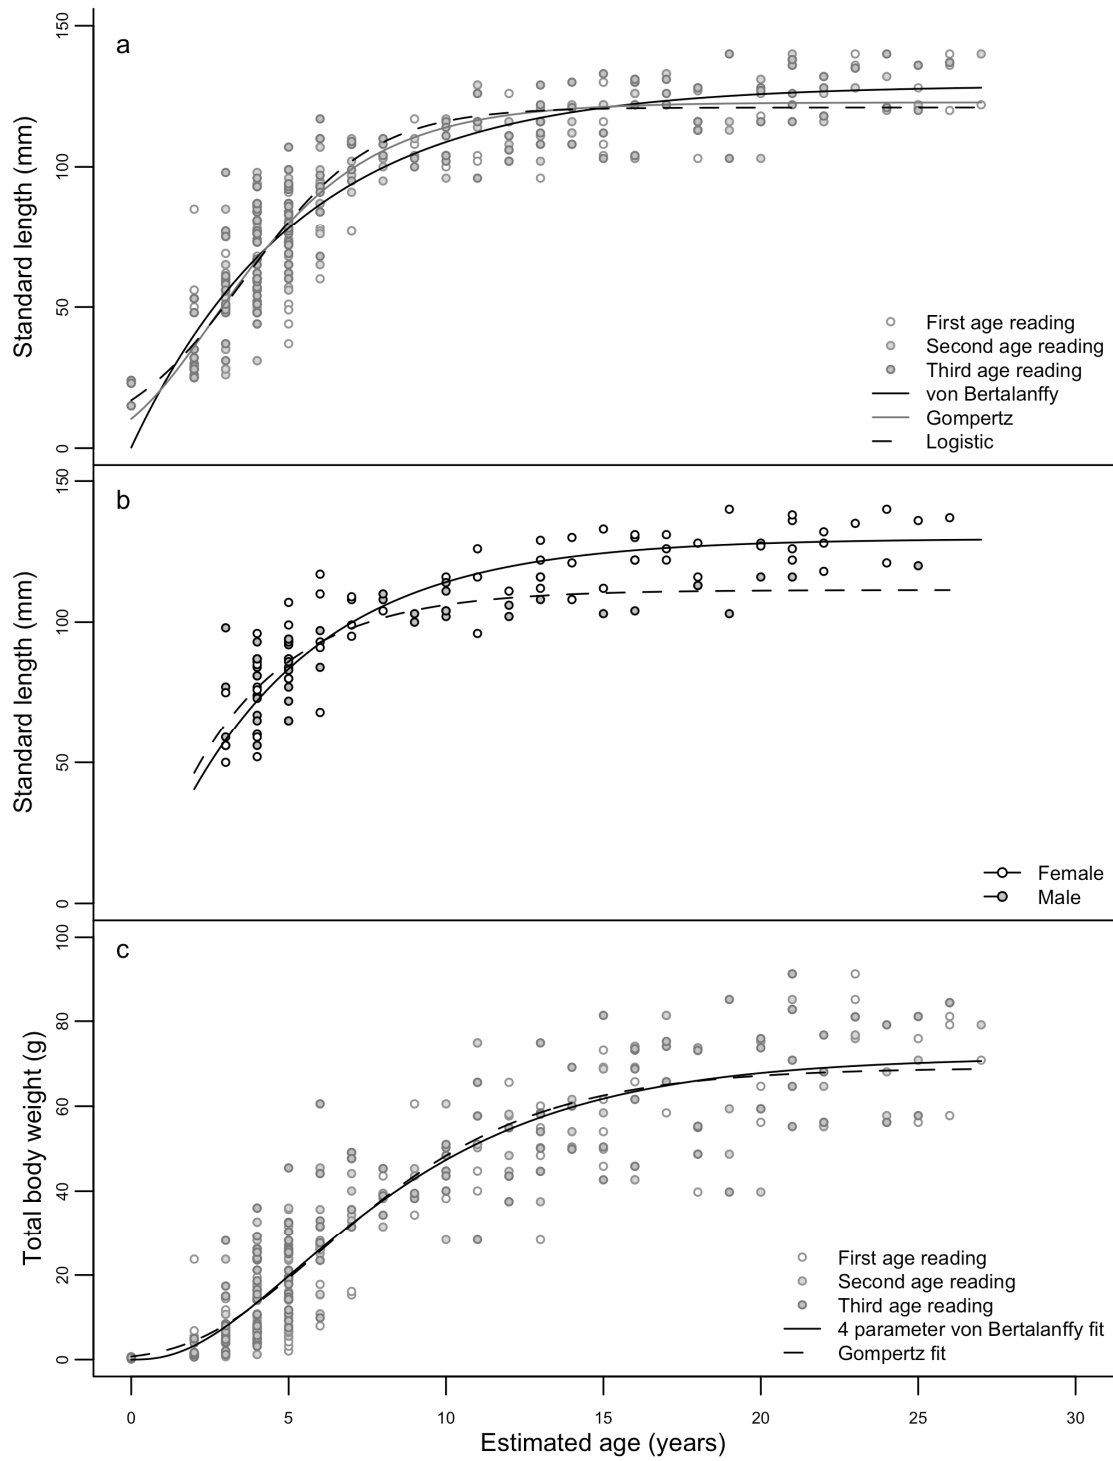 a
Standard length (mm)
150
100
50
0
First age reading
Second age reading
Third age reading
von Bertalanffy
Gompertz
Logistic
b
Standard length (mm)
150
100
50
0
Female
Male
c
Total body weight (g)
100
80
60
40
20
0
First age reading
Second age reading
Third age reading
4 parameter von Bertalanffy fit
Gompertz fit
0 5 10 15 20 25 30
Estimated age (years)